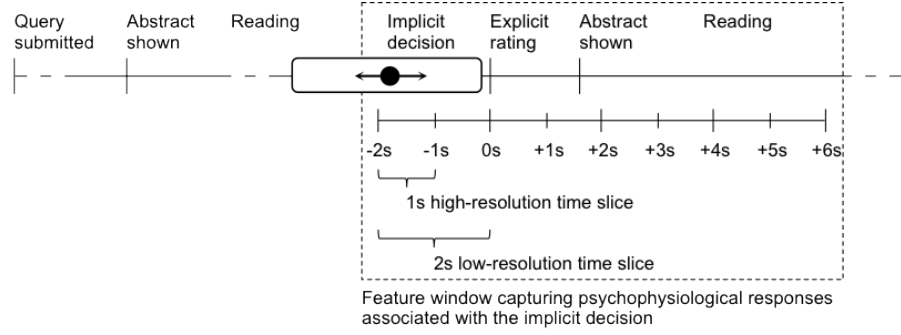 Query submitted
Abstract shown
Reading
Implicit decision
Explicit rating
Abstract shown
Reading
-2s -1s 0s +1s +2s +3s +4s +5s +6s
1s high-resolution time slice
2s low-resolution time slice
Feature window capturing psychophysiological responses
associated with the implicit decision